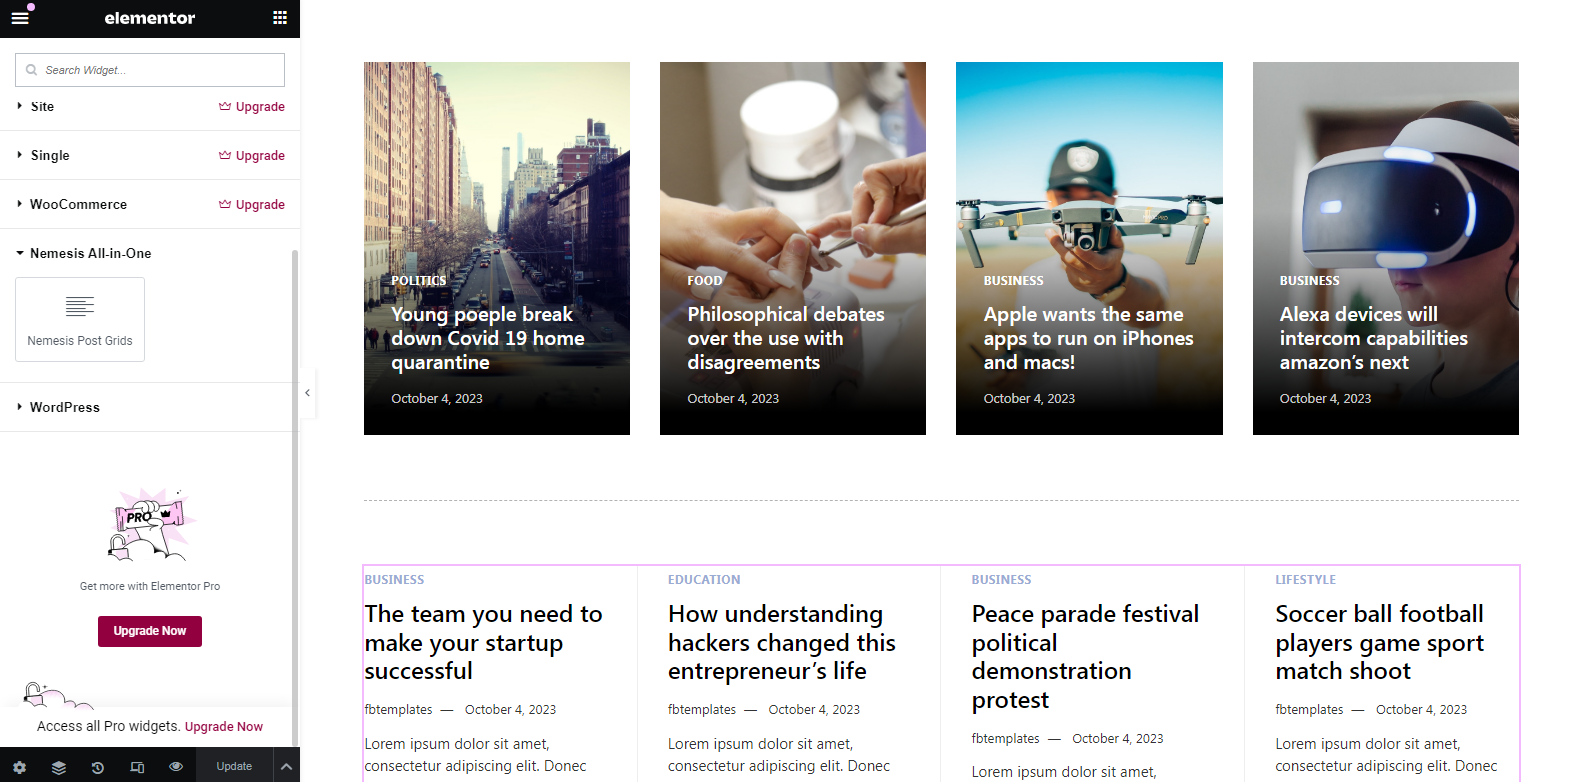 elementor
Search Widget...
Site
Upgrade
Single
Upgrade
WooCommerce
Upgrade
Nemesis All-in-One
Nemesis Post Grids
WordPress
PRO
Get more with Elementor Pro
Upgrade Now
Access all Pro widgets. Upgrade Now
Update
POLITICS
Young poeple break
down Covid 19 home
quarantine
October 4, 2023
FOOD
Philosophical debates
over the use with
disagreements
October 4, 2023
BUSINESS
Apple wants the same
apps to run on iPhones
and macs!
October 4, 2023
BUSINESS
Alexa devices will
intercom capabilities
amazon’s next
October 4, 2023
BUSINESS
The team you need to
make your startup
successful
fbtemplates — October 4, 2023
Lorem ipsum dolor sit amet,
consectetur adipiscing elit. Donec
EDUCATION
How understanding
hackers changed this
entrepreneur’s life
fbtemplates — October 4, 2023
Lorem ipsum dolor sit amet,
consectetur adipiscing elit. Donec
BUSINESS
Peace parade festival
political
demonstration
protest
fbtemplates — October 4, 2023
Lorem ipsum dolor sit amet,
LIFESTYLE
Soccer ball football
players game sport
match shoot
fbtemplates — October 4, 2023
Lorem ipsum dolor sit amet,
consectetur adipiscing elit. Donec